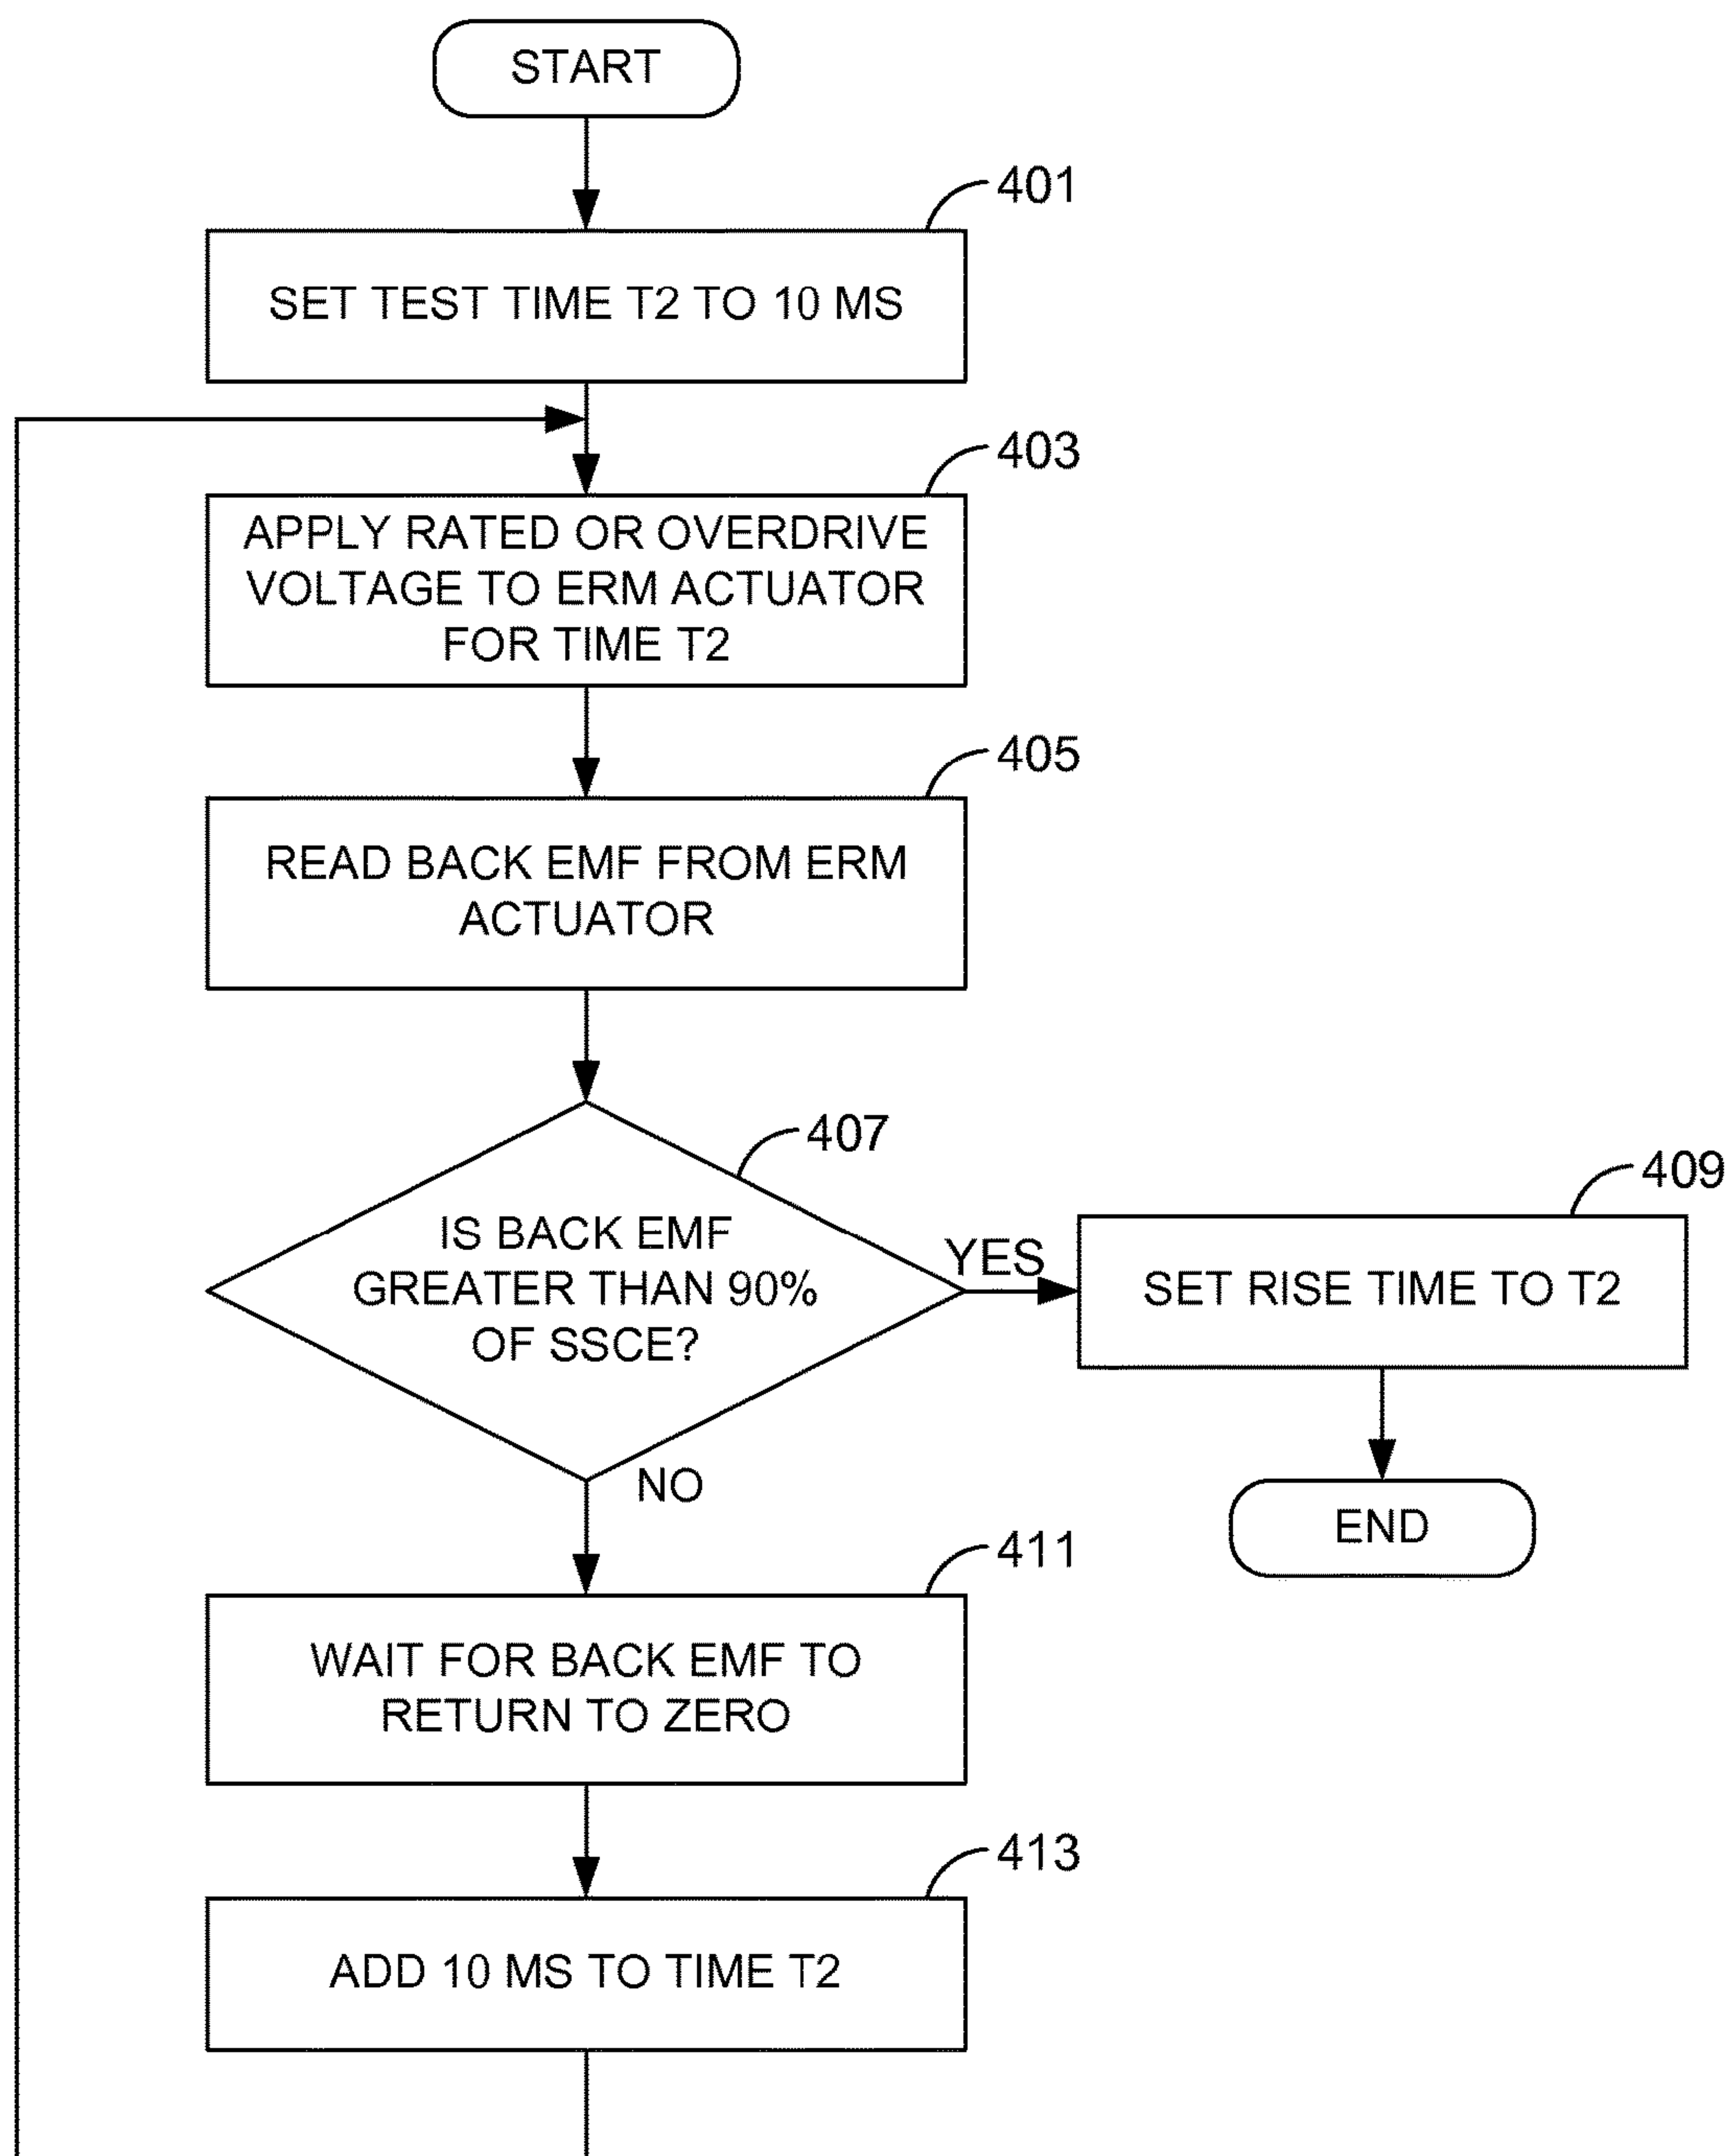 START
401
SET TEST TIME T2 TO 10 MS
403
APPLY RATED OR OVERDRIVE
VOLTAGE TO ERM ACTUATOR
FOR TIME T2
405
READ BACK EMF FROM ERM
ACTUATOR
407
IS BACK EMF
GREATER THAN 90%
OF SSCE?
YES
409
SET RISE TIME TO T2
END
NO
411
WAIT FOR BACK EMF TO
RETURN TO ZERO
413
ADD 10 MS TO TIME T2